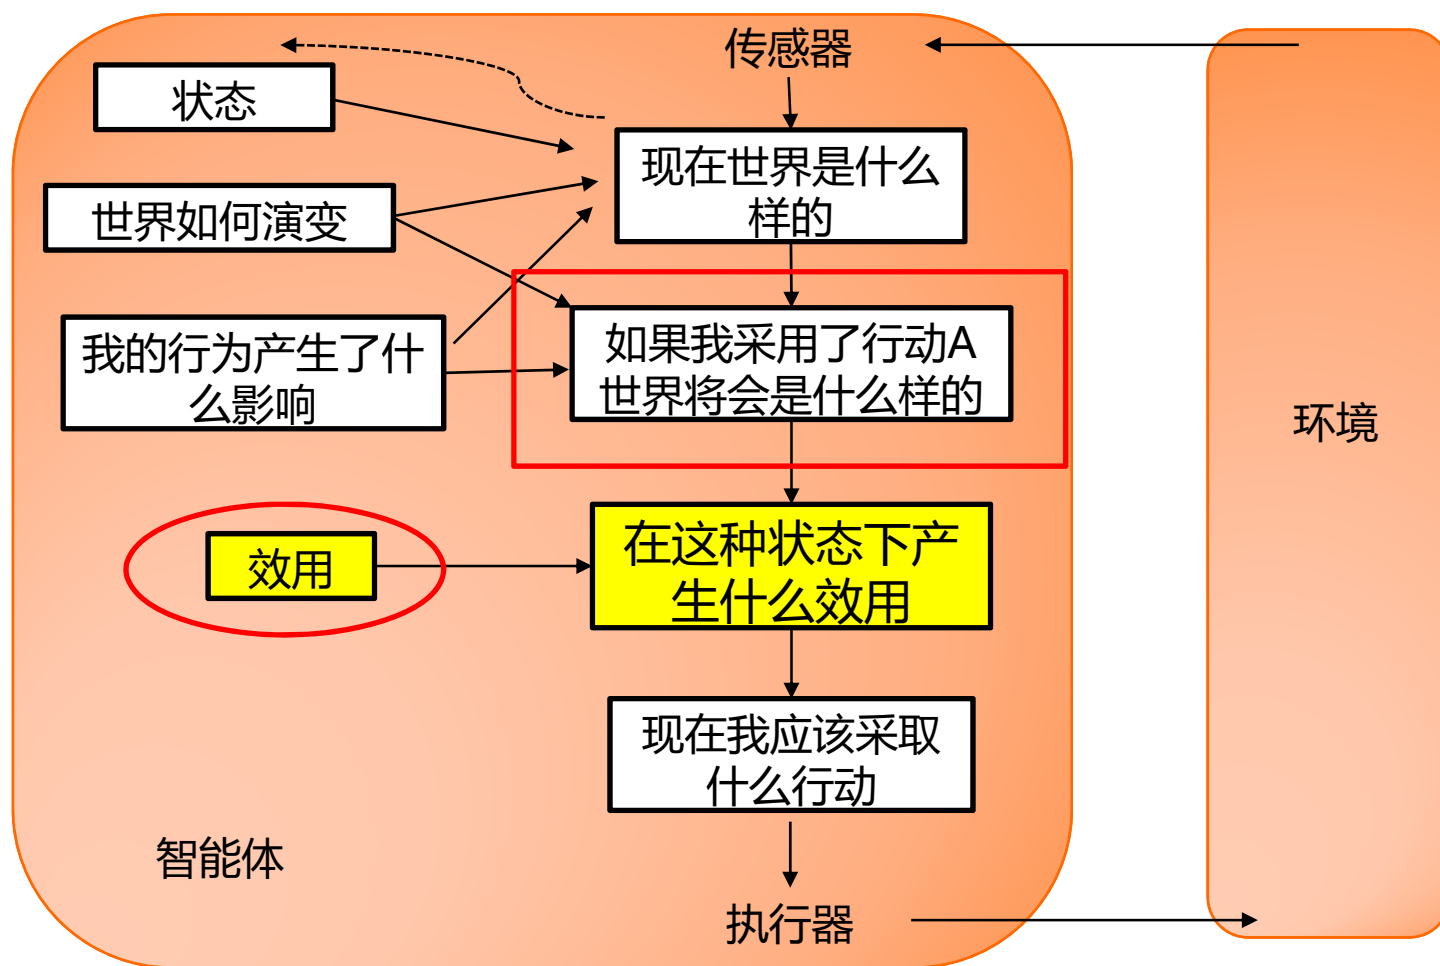 传感器
状态
现在世界是什么
样的
世界如何演变
我的行为产生了什
么影响
如果我采用了行动A
世界将会是什么样的
环境
效用
在这种状态下产
生什么效用
现在我应该采取
什么行动
智能体
执行器